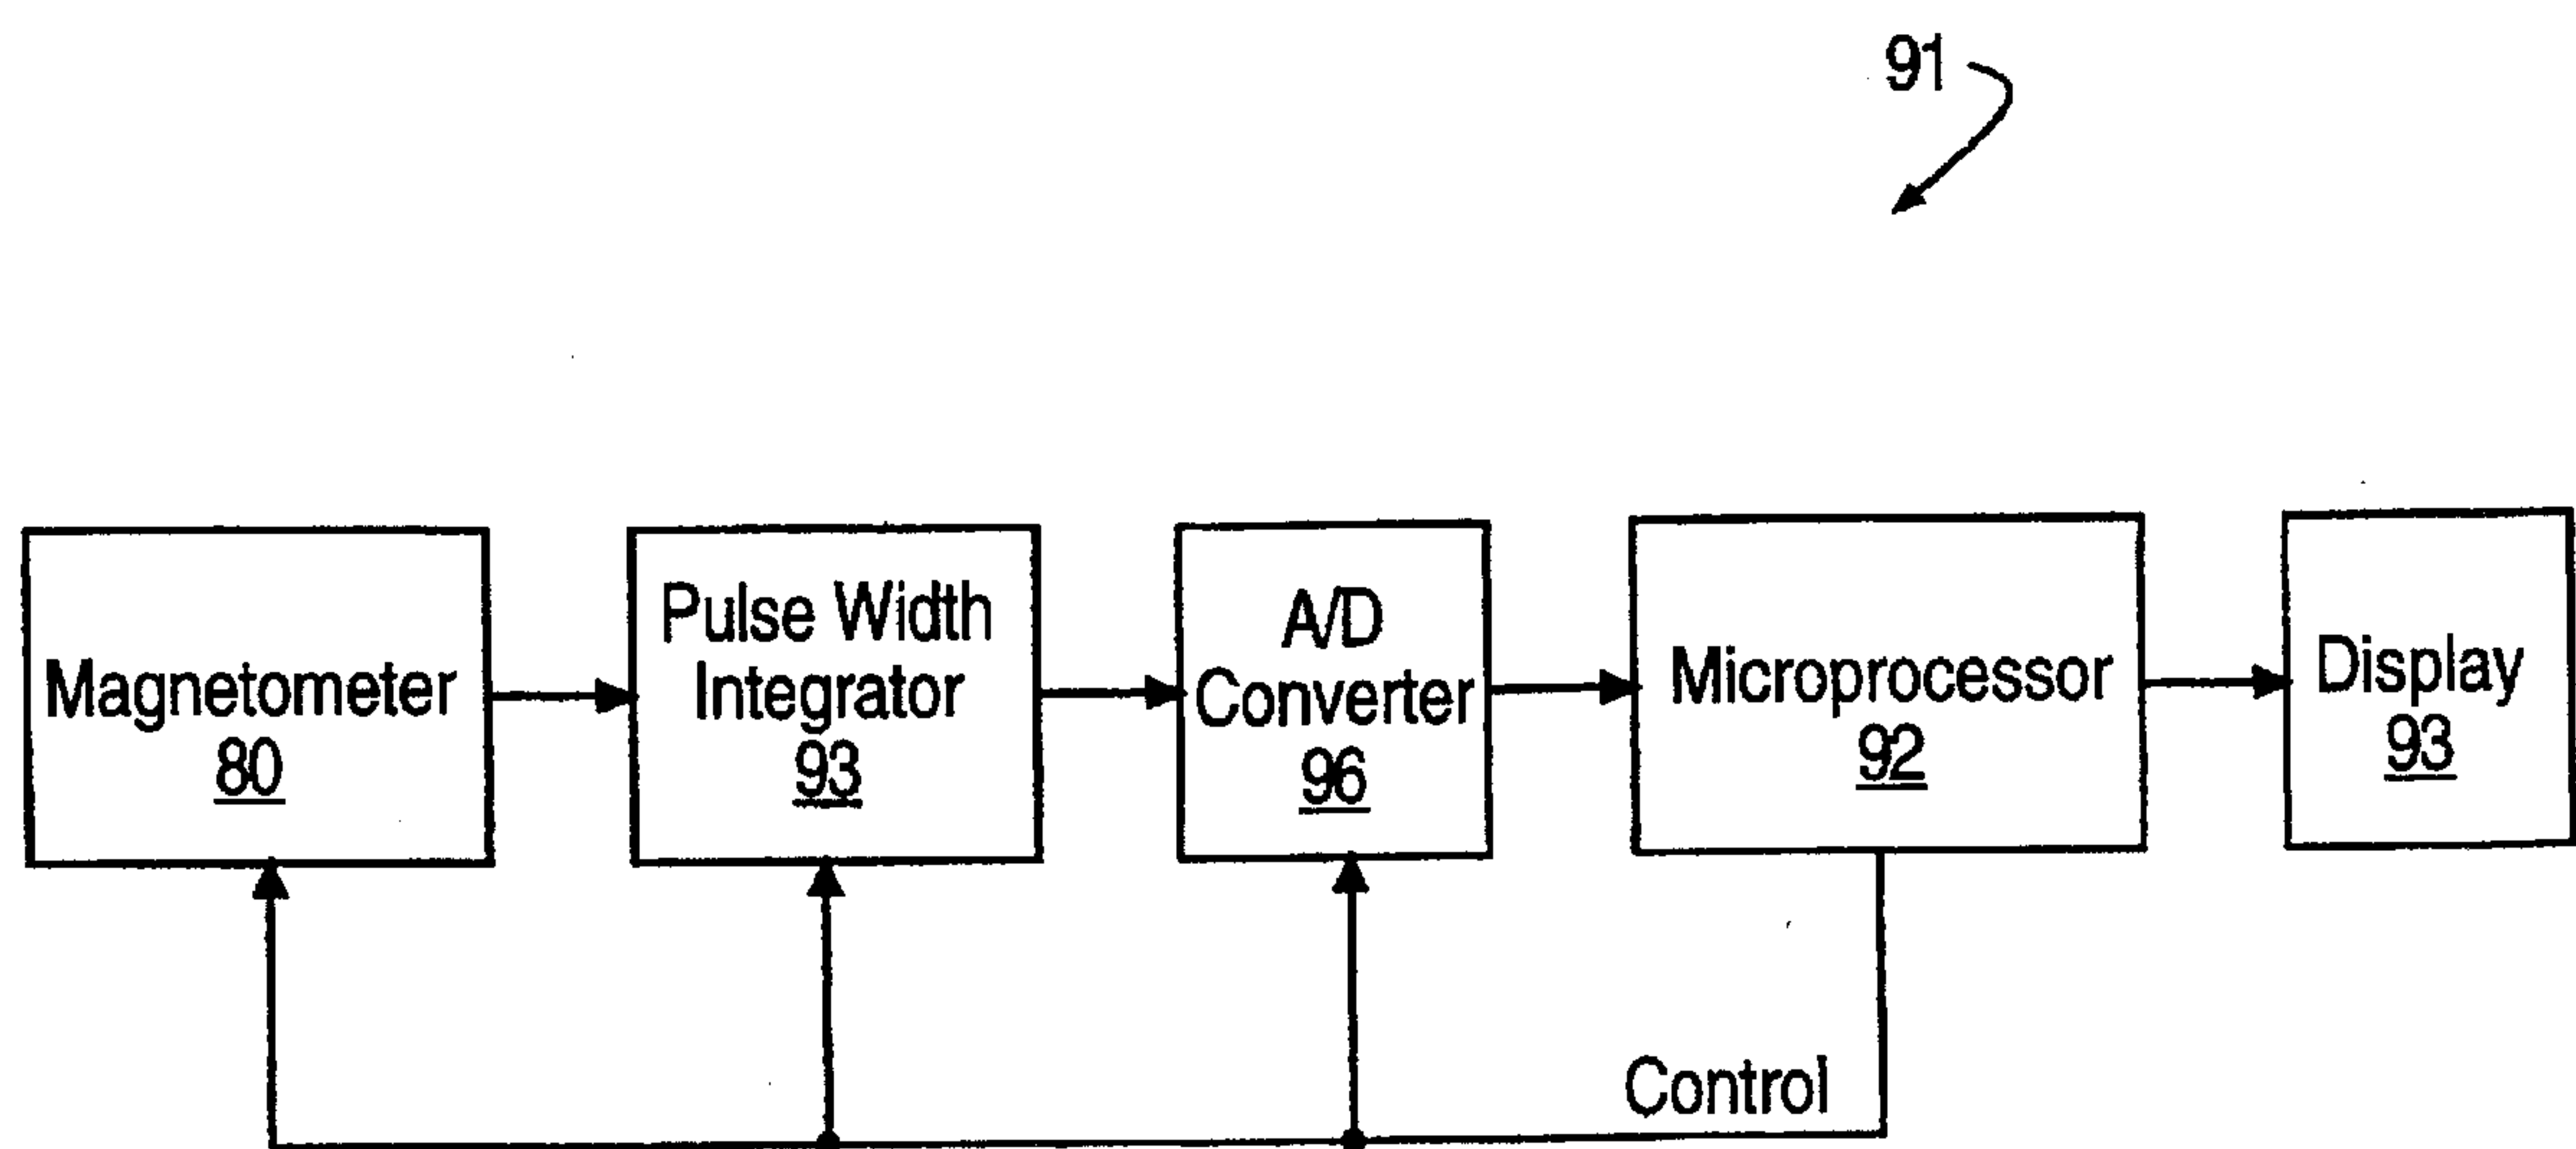 91
Magnetometer
80
Pulse Width
Integrator
93
A/D
Converter
96
Microprocessor
92
Display
93
Control